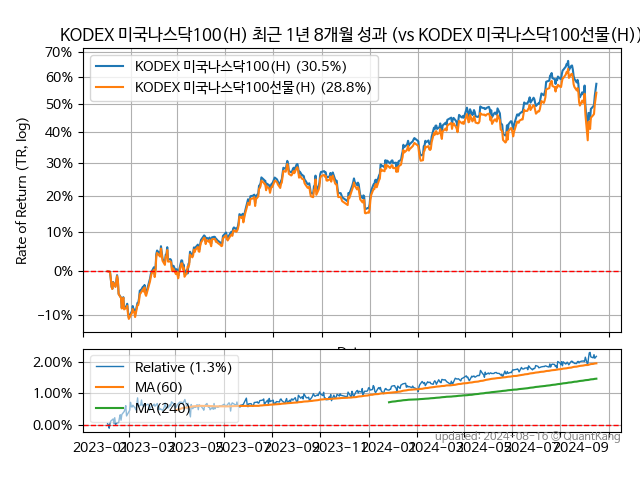 KODEX 미국나스닥100(H) 최근 1년 8개월 성과 (vs KODEX 미국나스닥100선물(H))
70%
60%
50%
40%
30%
20%
10%
0%
−10%
Rate of Return (TR, log)
KODEX 미국나스닥100(H) (30.5%)
KODEX 미국나스닥100선물(H) (28.8%)
2.00%
1.00%
0.00%
Relative (1.3%)
MA(60)
MA(240)
2023-01 2023-03 2023-05 2023-07 2023-09 2023-11 2024-01 2024-03 2024-05 2024-07 2024-09
updated: 2024-08-16 © QuantKang